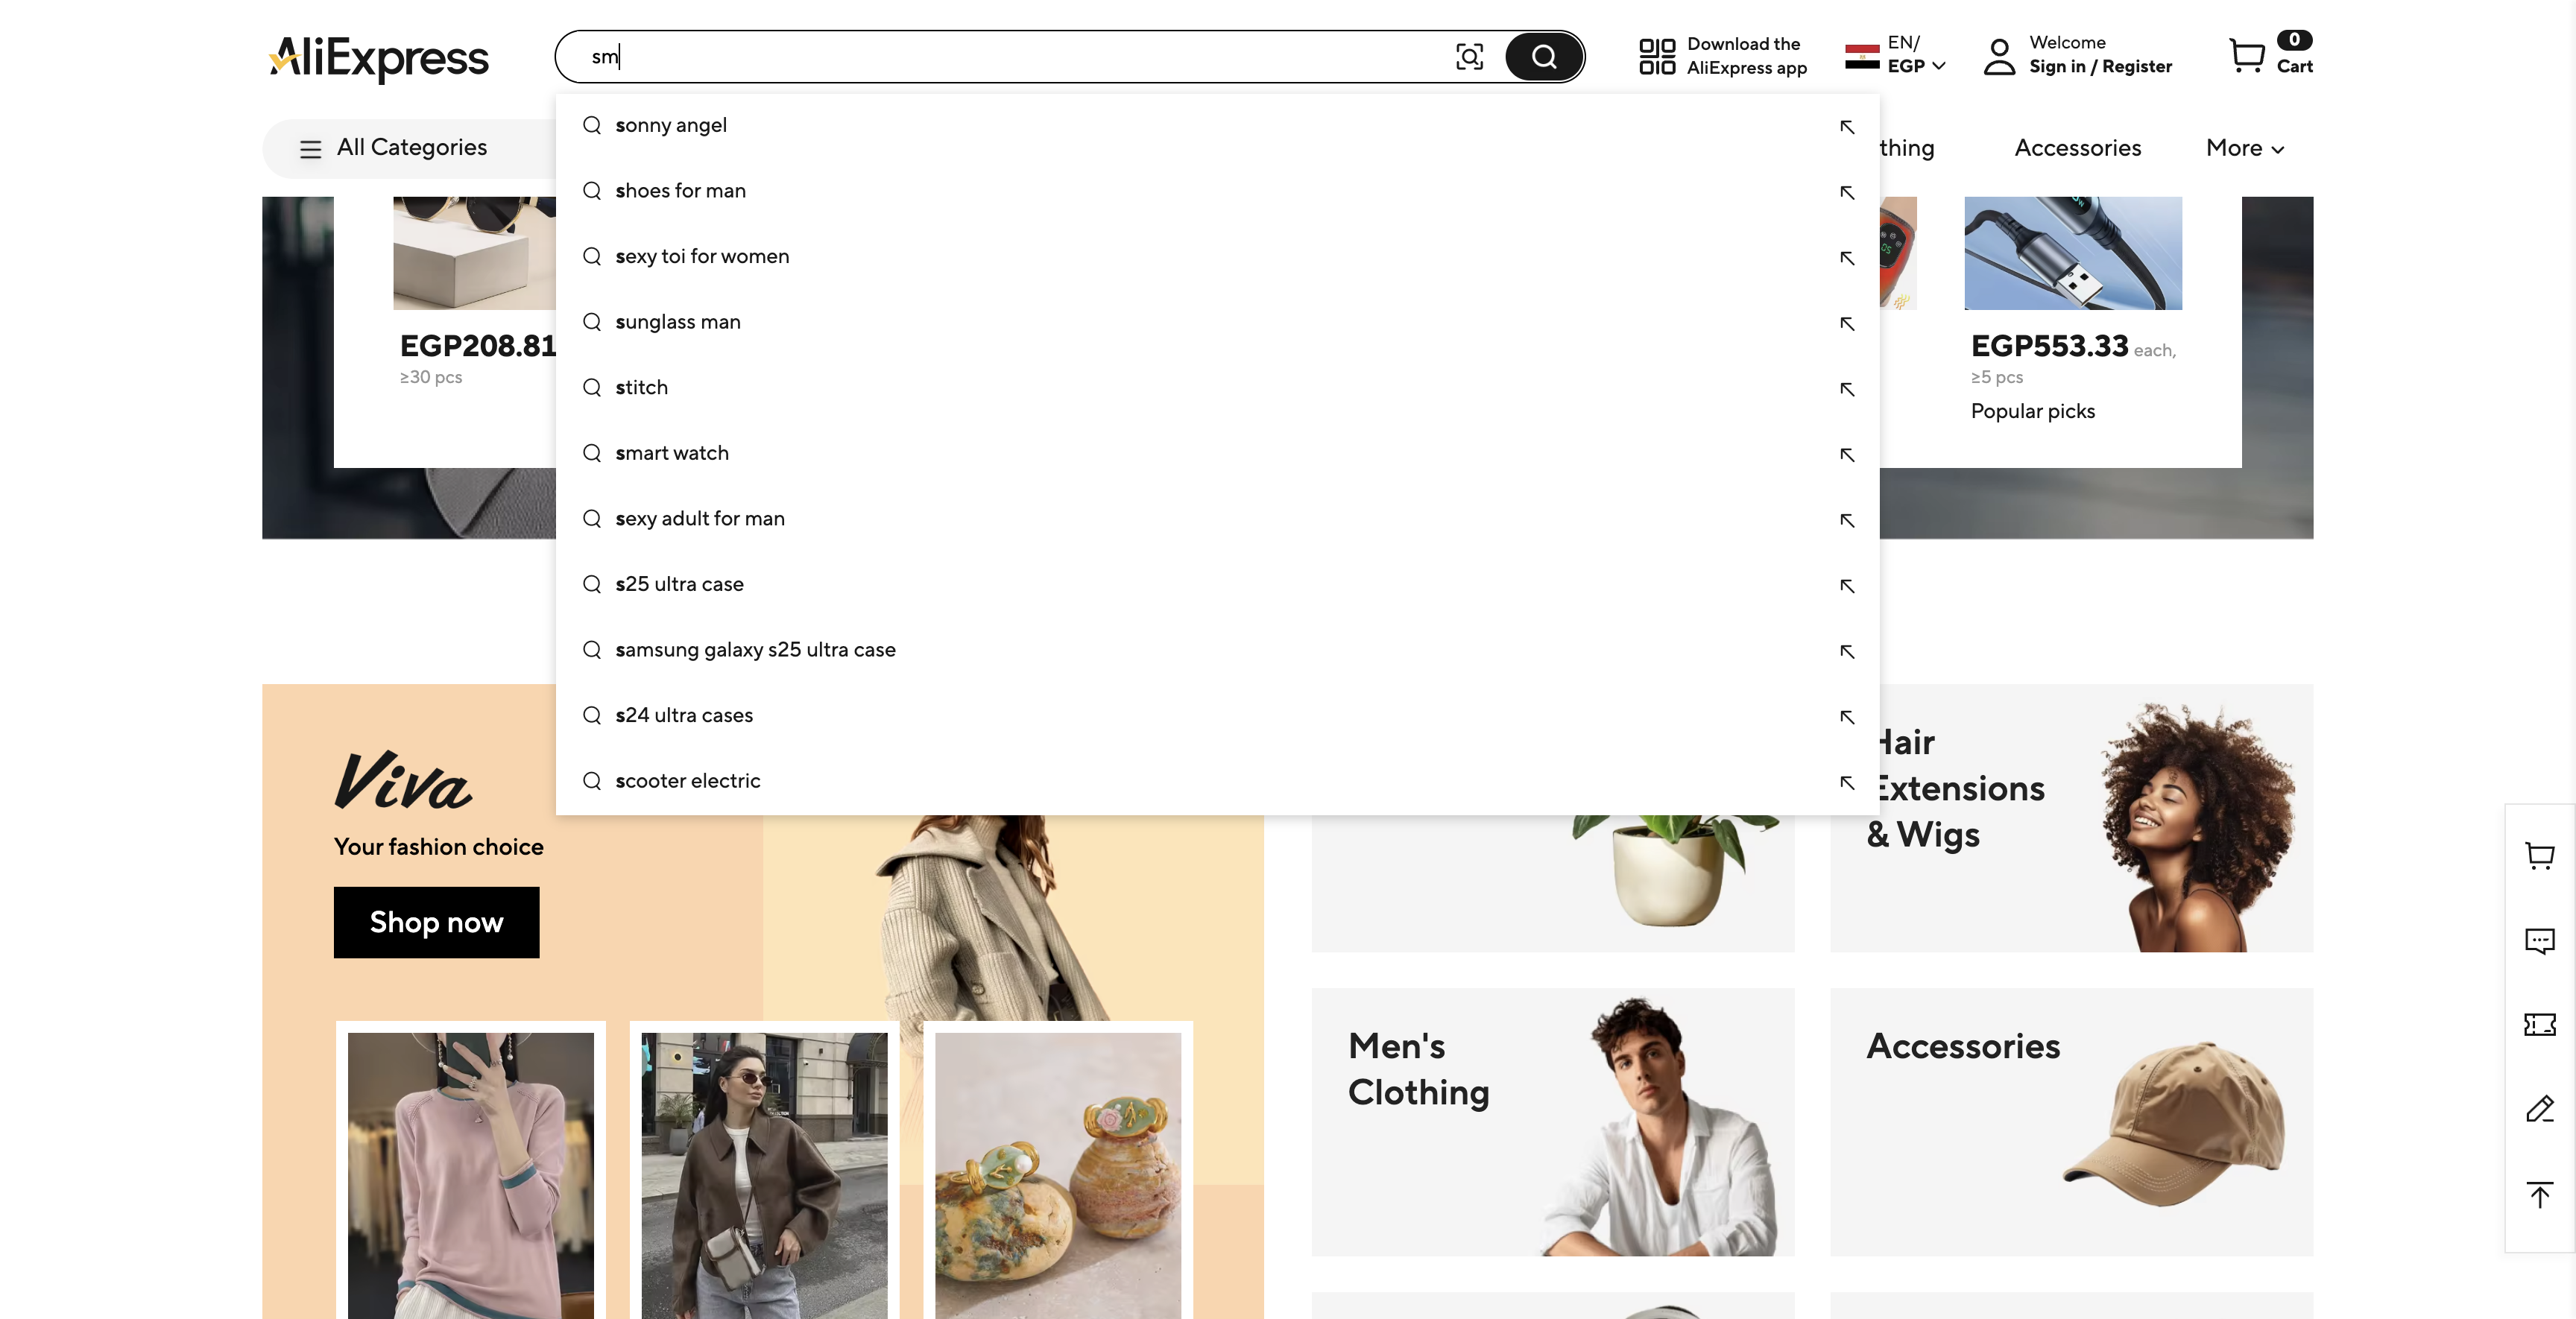 AliExpress
sm
Download the
AliExpress app
EN/
EGP
Welcome
Sign in / Register
0
Cart
All Categories
thing
Accessories
More
sonny angel
shoes for man
sexy toi for women
sunglass man
stitch
smart watch
sexy adult for man
s25 ultra case
samsung galaxy s25 ultra case
s24 ultra cases
scooter electric
EGP208.81
≥30 pcs
EGP553.33 each,
≥5 pcs
Popular picks
Viva
Your fashion choice
Shop now
Hair
Extensions
& Wigs
Men's
Clothing
Accessories